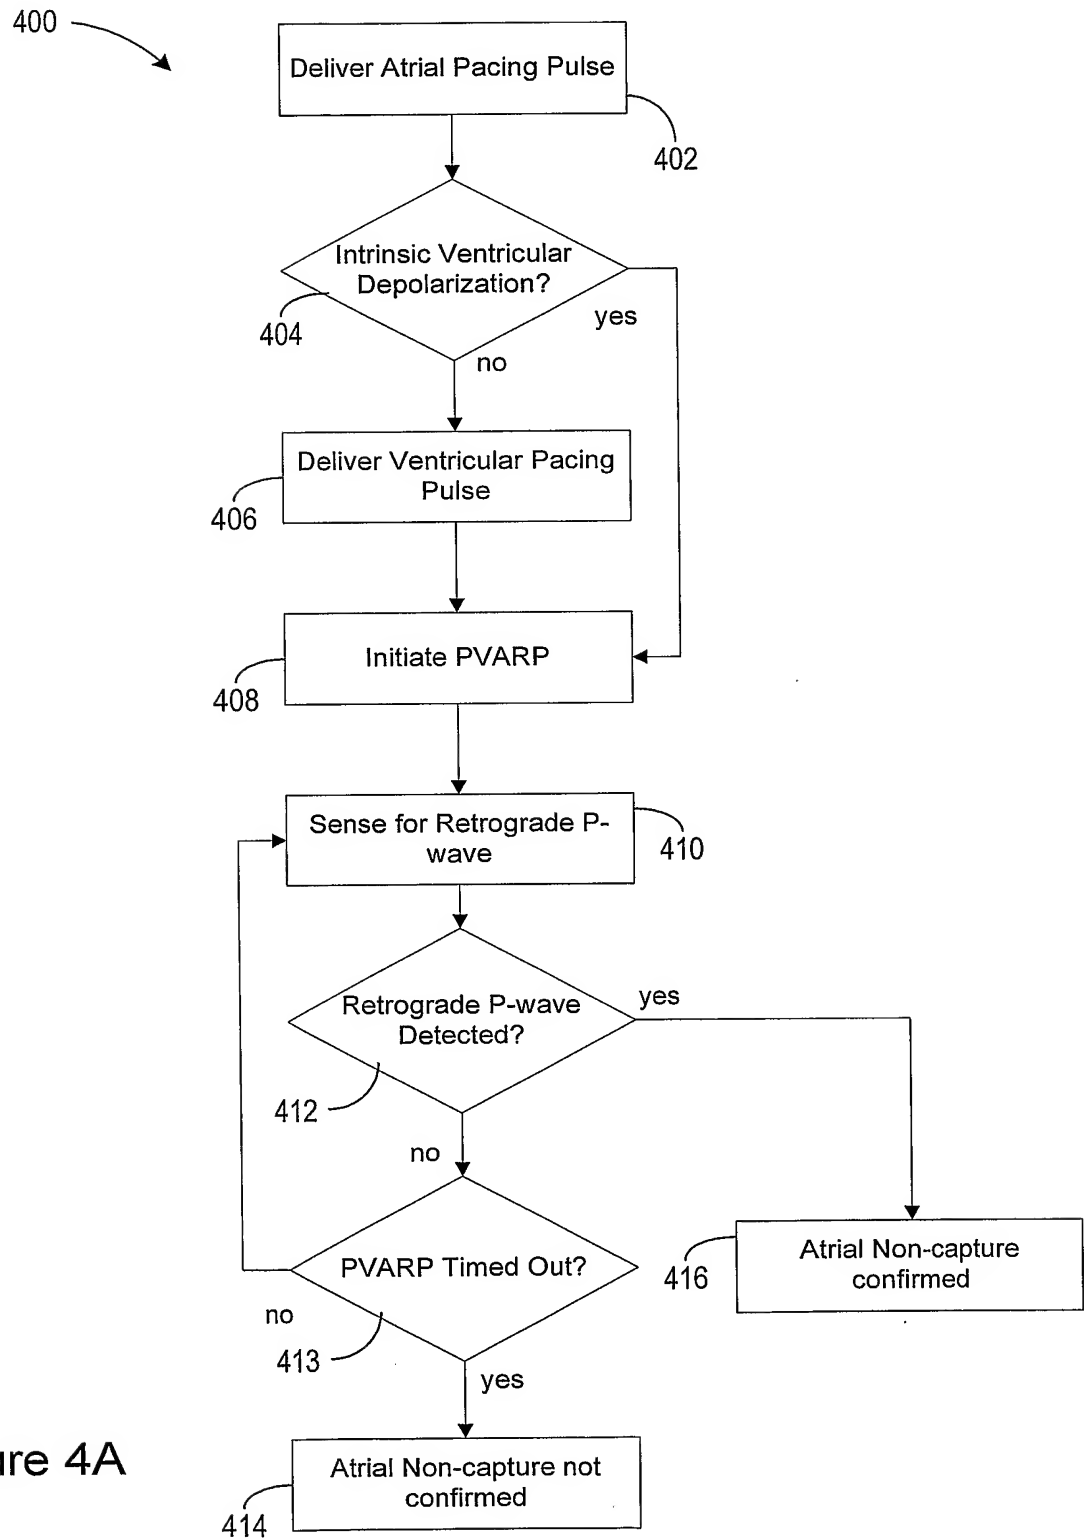 400
Deliver Atrial Pacing Pulse
402
Intrinsic Ventricular
Depolarization?
404
yes
no
Deliver Ventricular Pacing
Pulse
406
Initiate PVARP
408
Sense for Retrograde P-
wave
410
Retrograde P-wave
Detected?
yes
412
no
PVARP Timed Out?
Atrial Non-capture
confirmed
416
no
413
yes
Atrial Non-capture not
confirmed
414
ure 4A